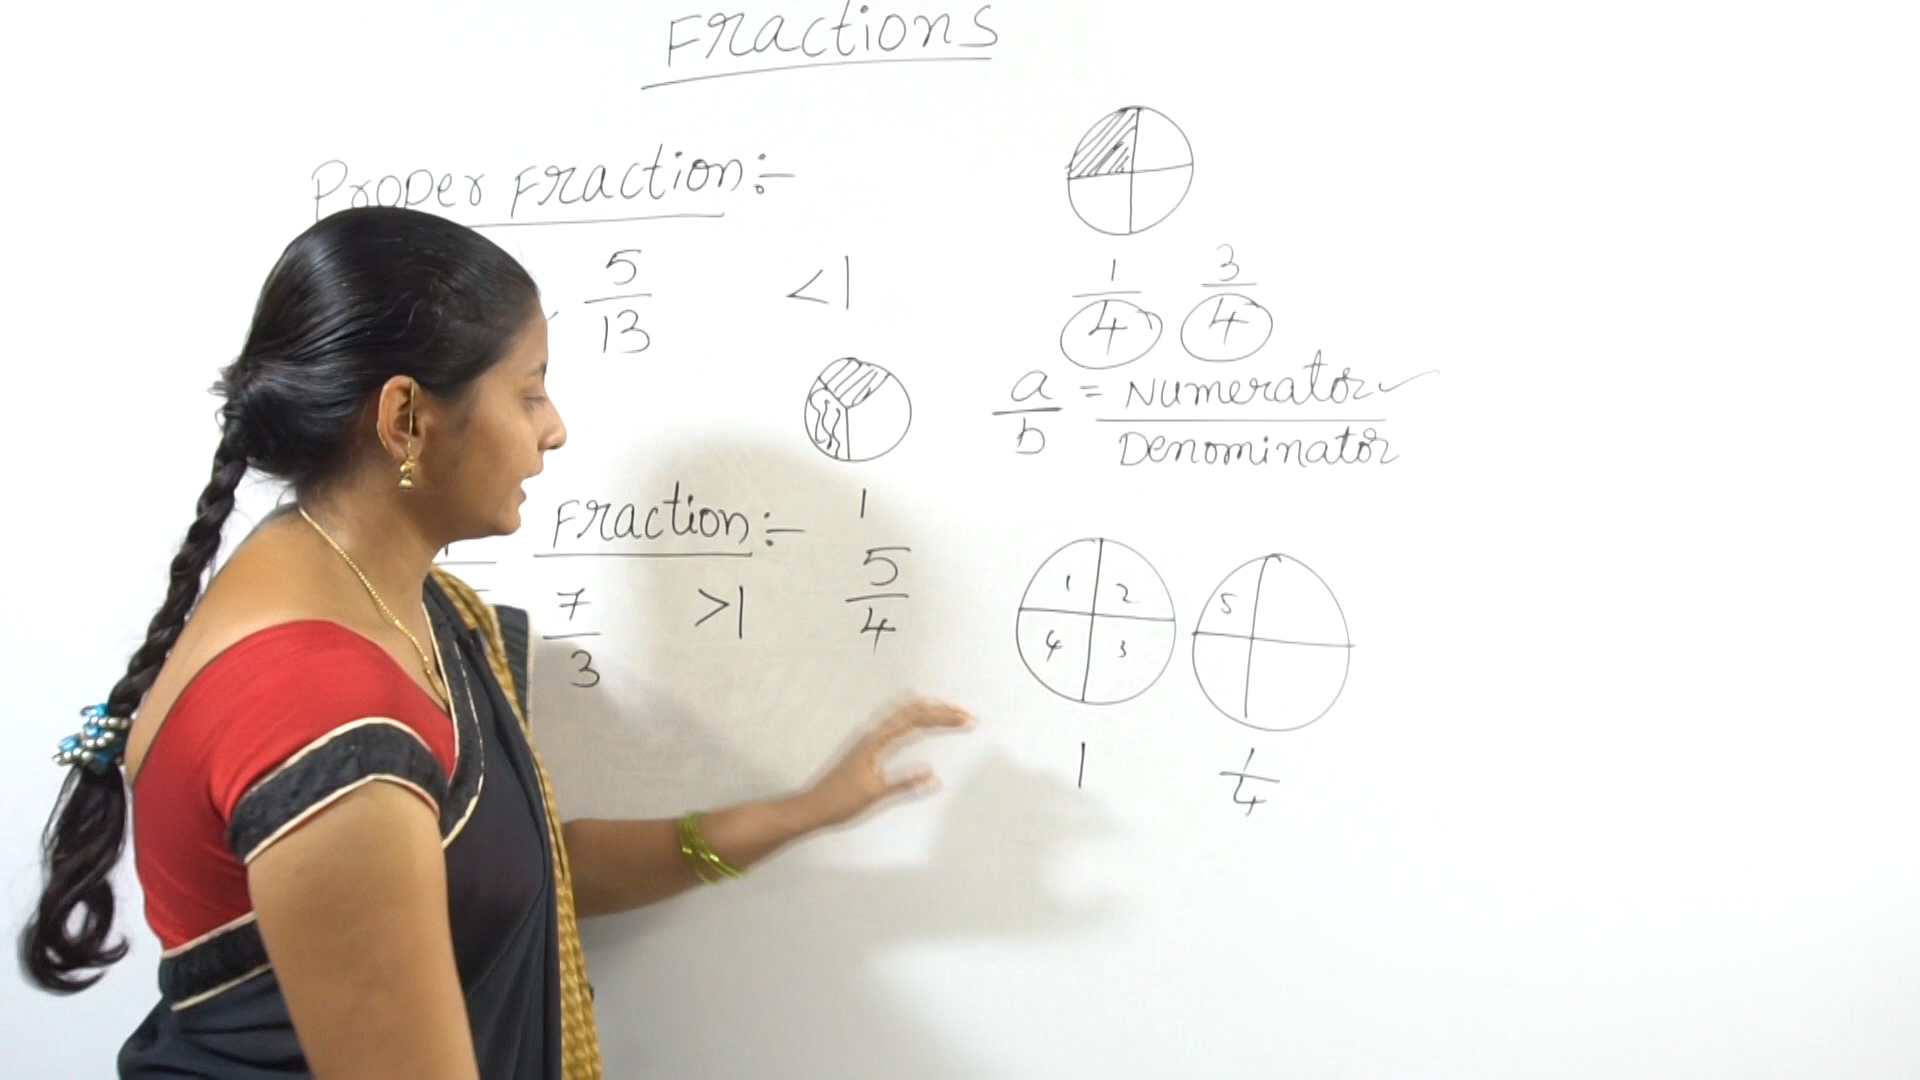 Fractions
Proper Fraction:-
5/13 <1
1/4 3/4
a/b = Numerator/Denominator
Fraction:-
1
7/3 >1 5/4
1 2
4 3
5
1 1/4